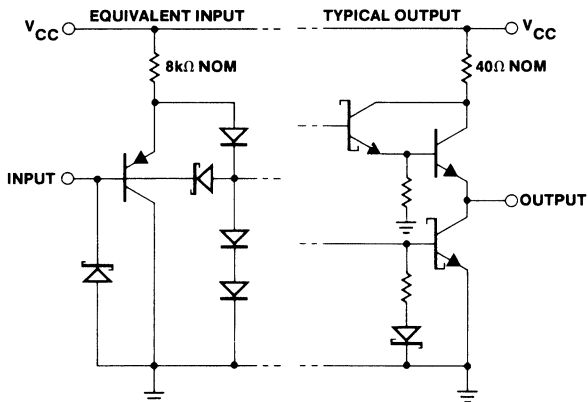 EQUIVALENT INPUT
TYPICAL OUTPUT
VCC
VCC
8kΩ NOM
40Ω NOM
INPUT
OUTPUT